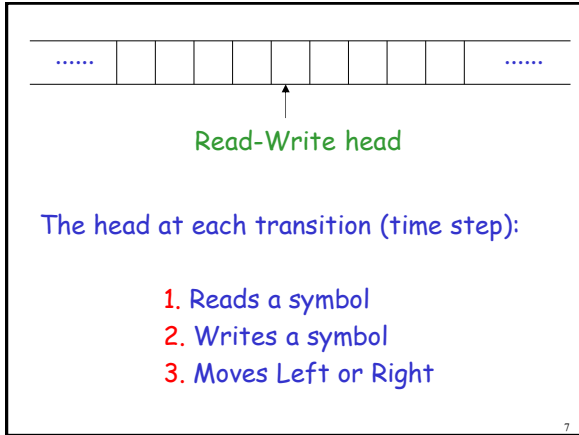 ...... ......
Read-Write head
The head at each transition (time step):
1. Reads a symbol
2. Writes a symbol
3. Moves Left or Right
7